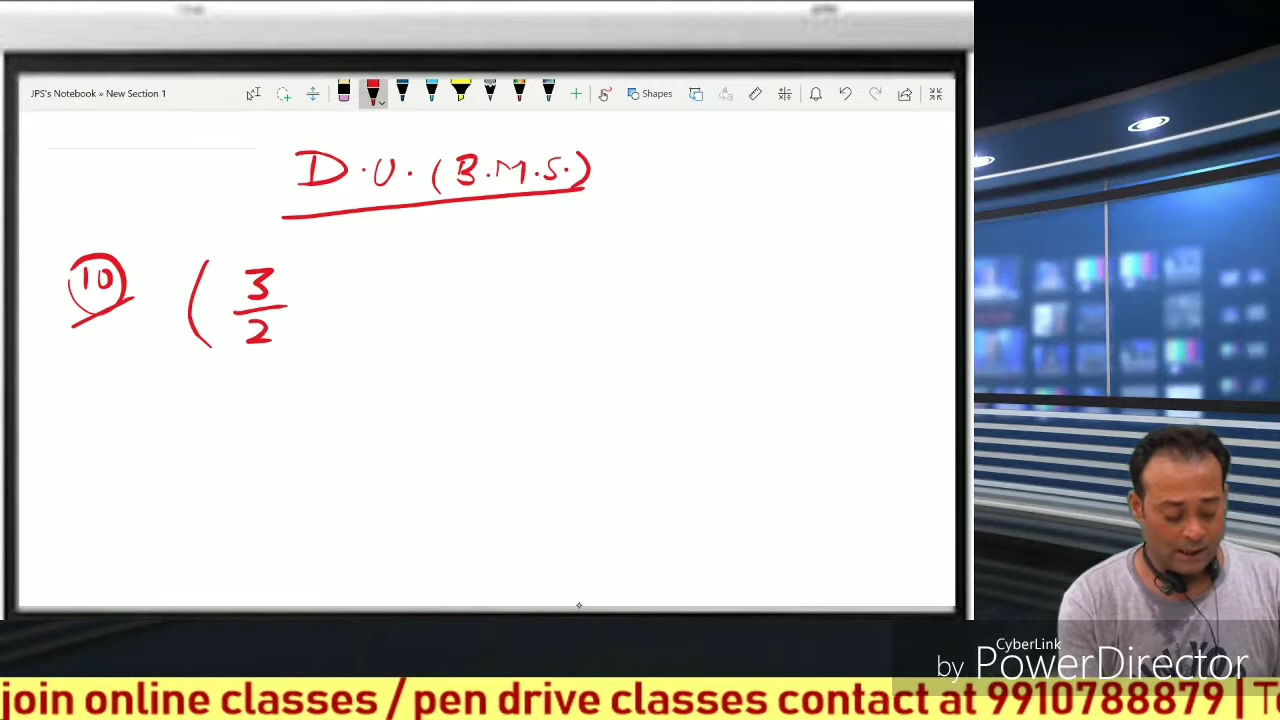 JPS's Notebook » New Section 1
Shapes
D.U. (B.M.S.)
10 ( 3/2
CyberLink
by PowerDirector
join online classes / pen drive classes contact at 9910788879 |